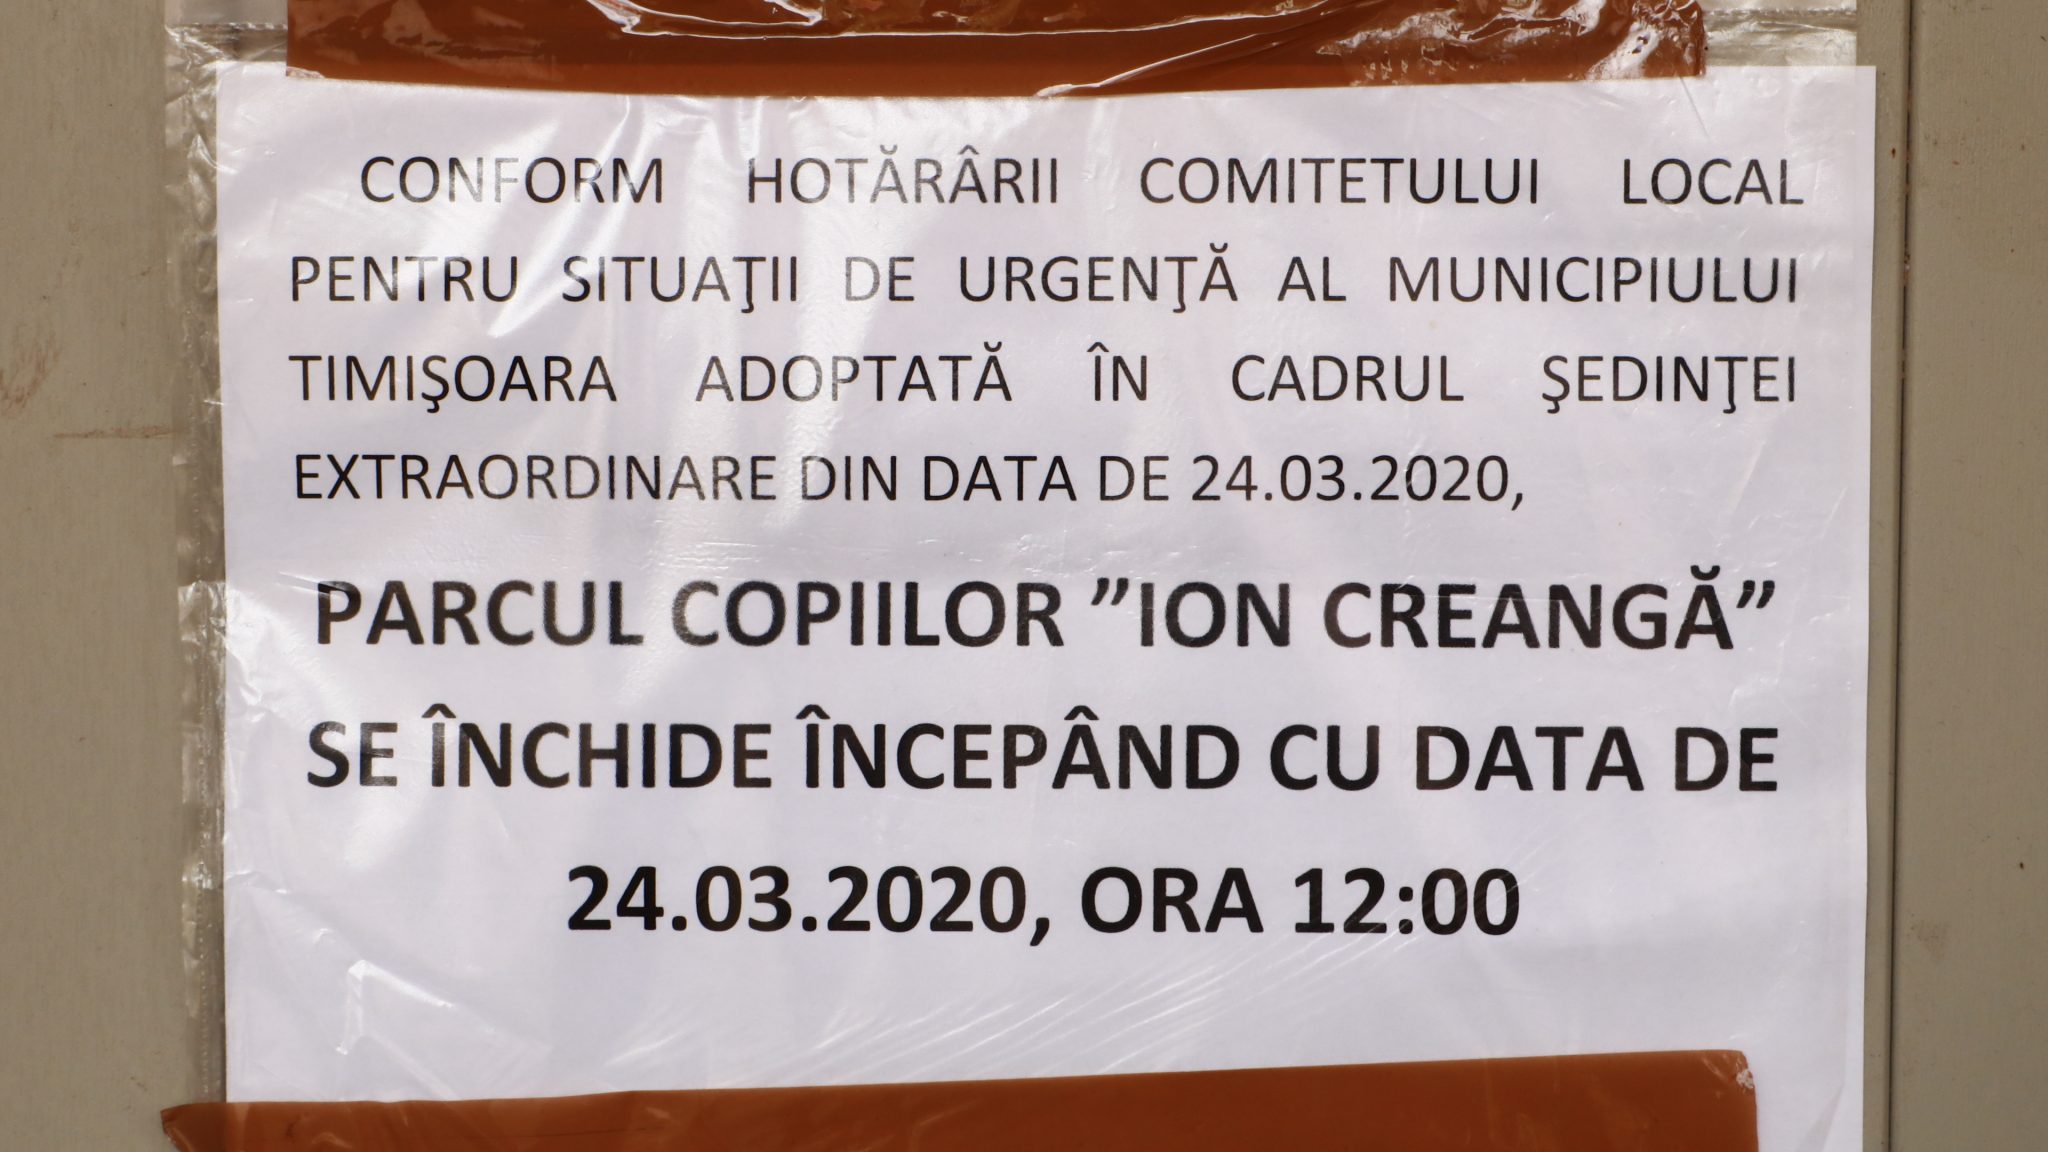 CONFORM HOTĂRÂRII COMITETULUI LOCAL
PENTRU SITUAŢII DE URGENŢĂ AL MUNICIPIULUI
TIMIŞOARA ADOPTATĂ ÎN CADRUL ŞEDINŢEI
EXTRAORDINARE DIN DATA DE 24.03.2020,
PARCUL COPIILOR ”ION CREANGĂ”
SE ÎNCHIDE ÎNCEPÂND CU DATA DE
24.03.2020, ORA 12:00